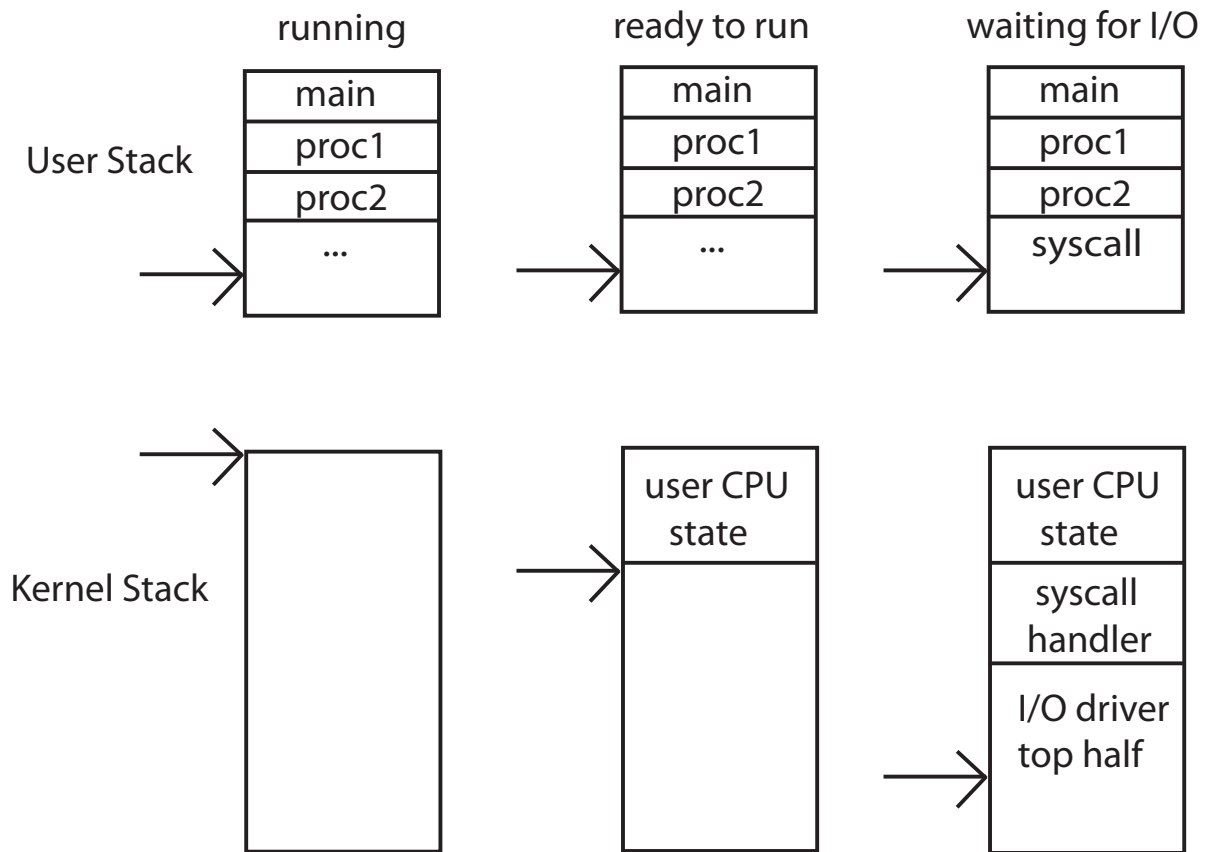 running
ready to run
waiting for I/O
User Stack
main
proc1
proc2
...
main
proc1
proc2
...
main
proc1
proc2
syscall
Kernel Stack
user CPU
state
user CPU
state
syscall
handler
I/O driver
top half